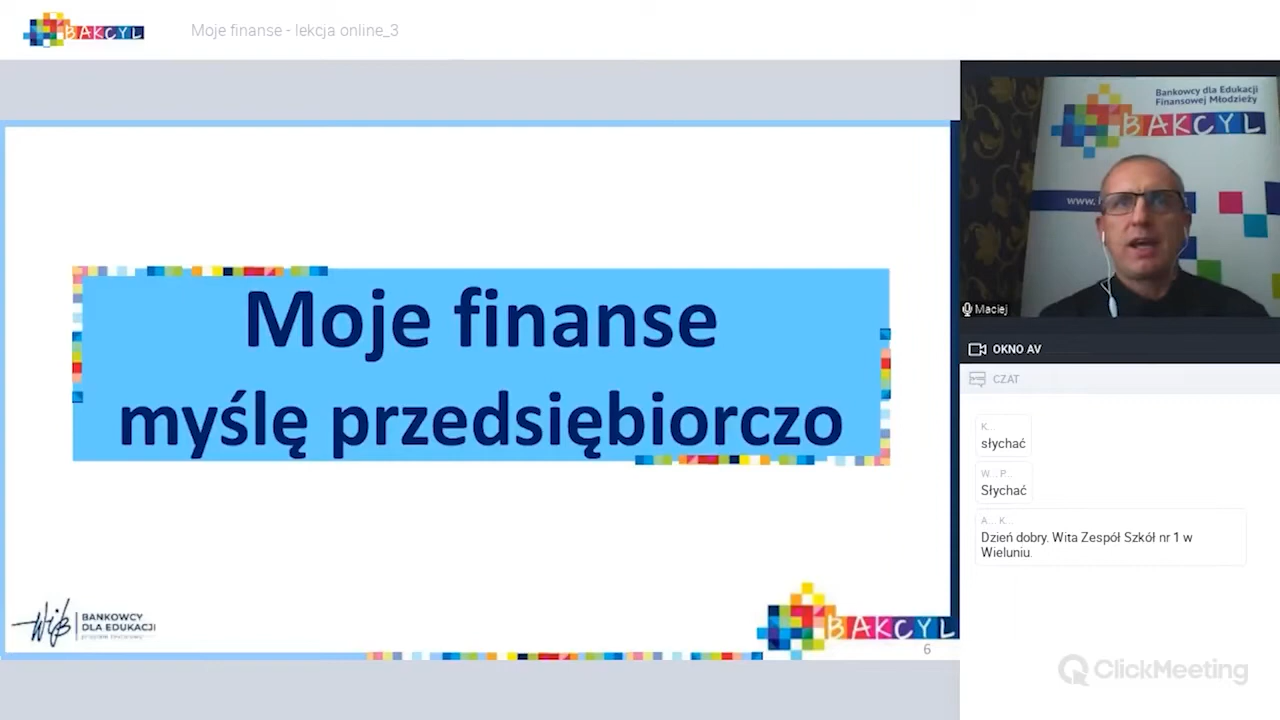 BAKCYL
Moje finanse - lekcja online_3
Moje finanse
myślę przedsiębiorczo
BANKOWCY
DLA EDUKACJI
BAKCYL
6
Bankowcy dla Edukacji
Finansowej Młodzieży
BAKCYL
www.
Maciej
OKNO AV
CZAT
K...
słychać
W... P...
Słychać
A... K...
Dzień dobry. Wita Zespół Szkół nr 1 w
Wieluniu.
ClickMeeting